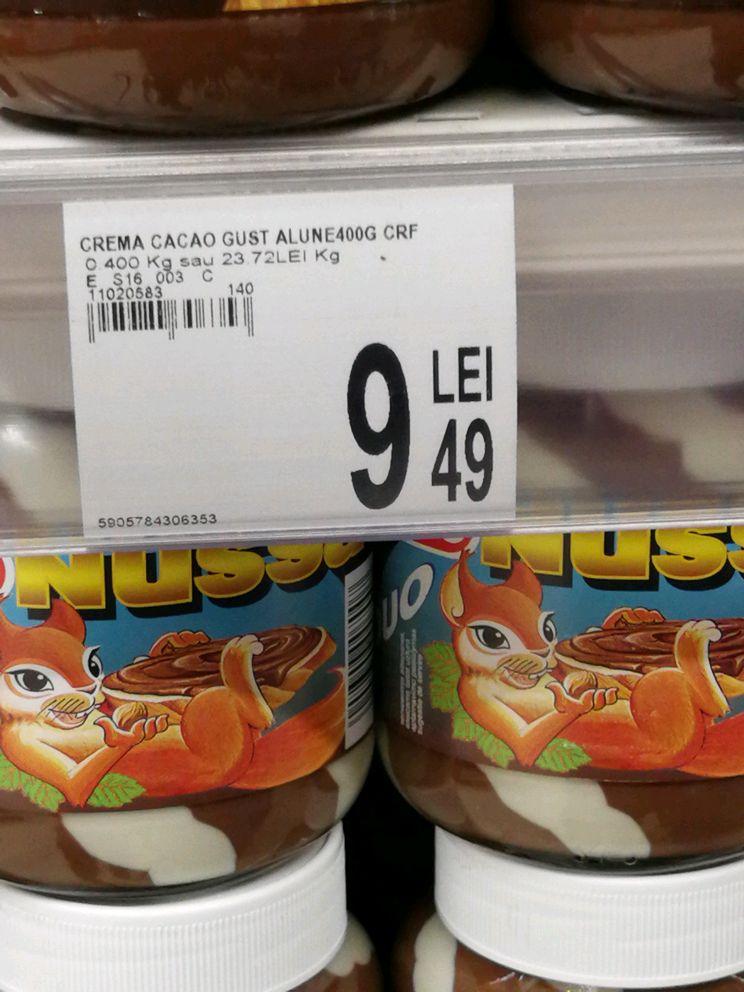 CREMA CACAO GUST ALUNE400G CRF
0.400 Kg sau 23.72LEI Kg
E S16 003 C
11020583 140
9 LEI
49
5905784306353
NUSS
NUSS
UO